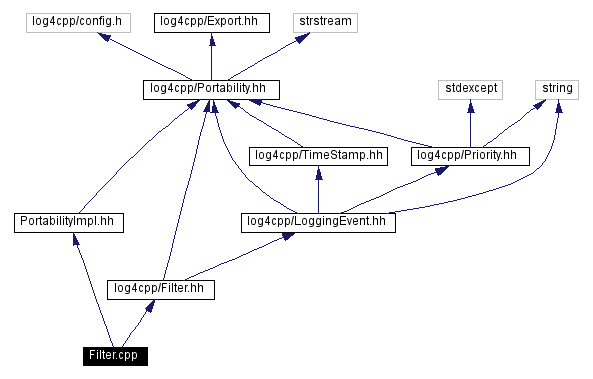 log4cpp/config.h
log4cpp/Export.hh
strstream
log4cpp/Portability.hh
stdexcept
string
log4cpp/TimeStamp.hh
log4cpp/Priority.hh
PortabilityImpl.hh
log4cpp/LoggingEvent.hh
log4cpp/Filter.hh
Filter.cpp